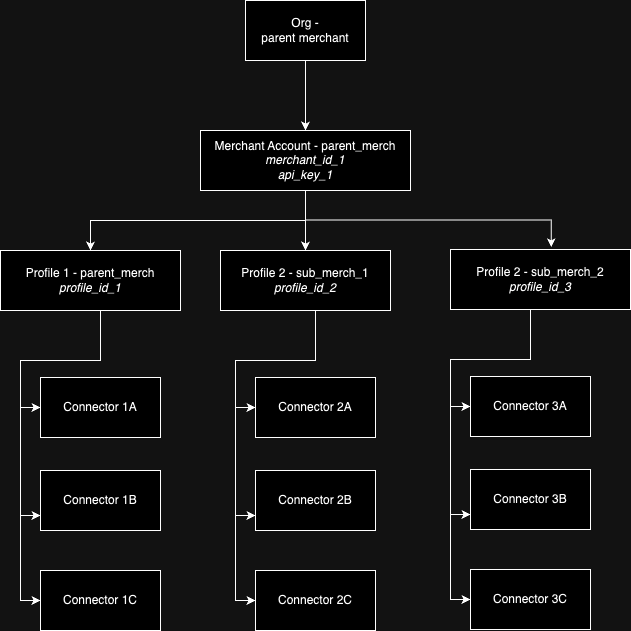 Org -
parent merchant
Merchant Account - parent_merch
merchant_id_1
api_key_1
Profile 1 - parent_merch
profile_id_1
Profile 2 - sub_merch_1
profile_id_2
Profile 2 - sub_merch_2
profile_id_3
Connector 1A
Connector 2A
Connector 3A
Connector 1B
Connector 2B
Connector 3B
Connector 1C
Connector 2C
Connector 3C